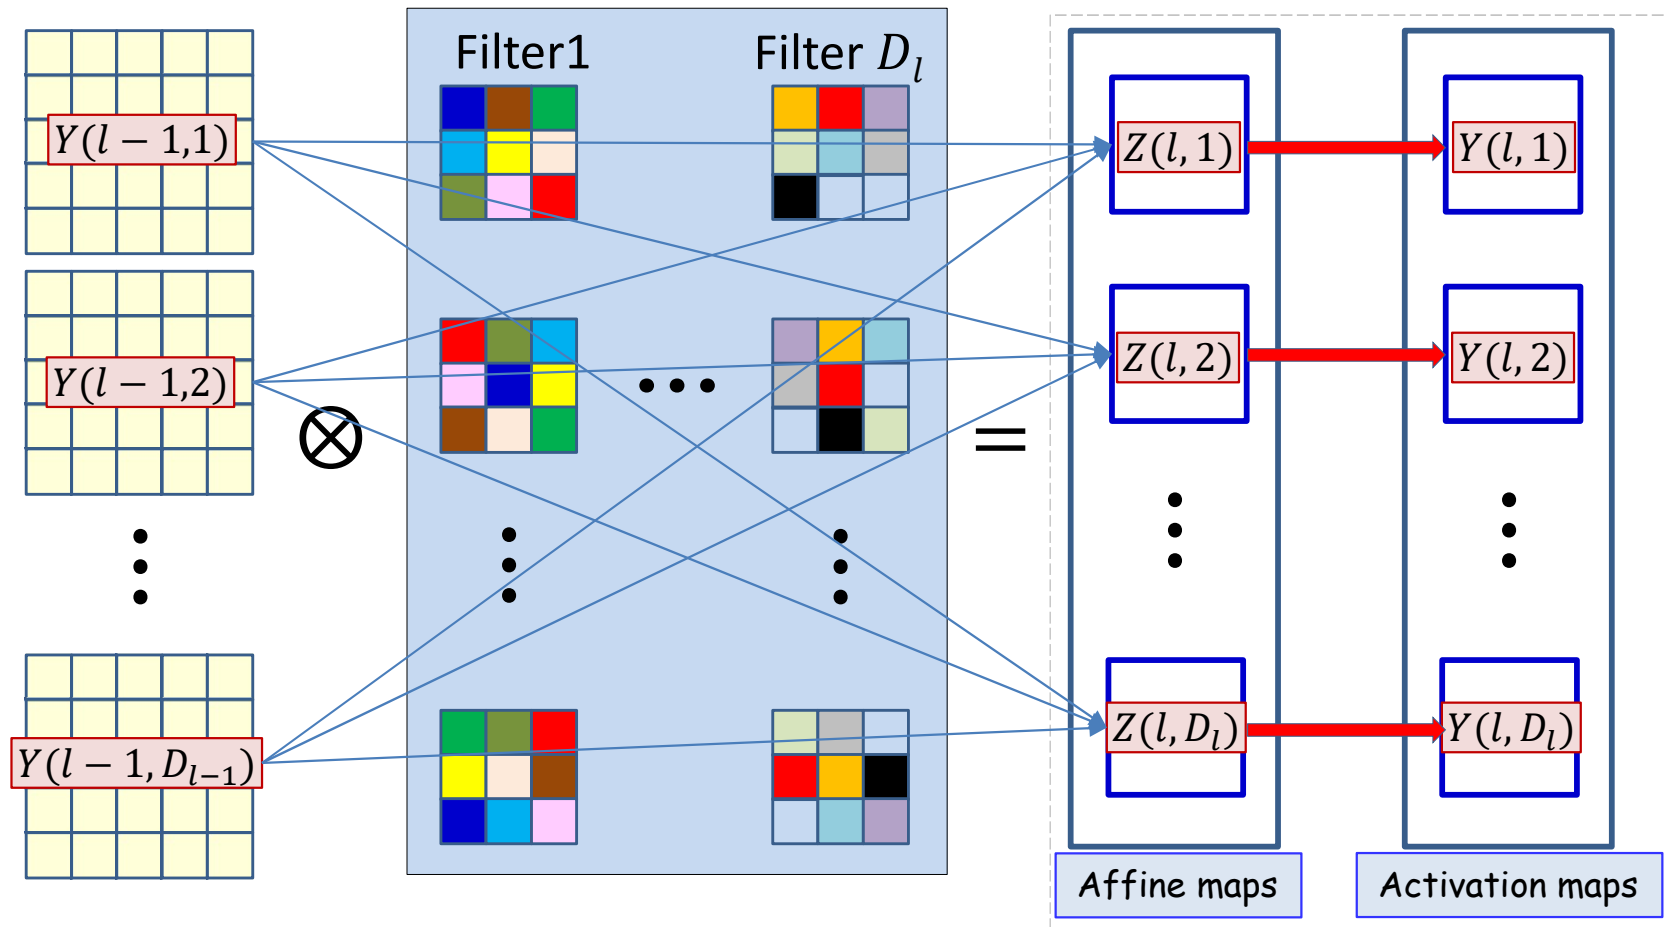 Filter1
Filter D_l
Y(l − 1,1)
Z(l, 1)
Y(l, 1)
Y(l − 1,2)
Z(l, 2)
Y(l, 2)
⊗
=
Y(l − 1, D_{l−1})
Z(l, D_l)
Y(l, D_l)
Affine maps
Activation maps